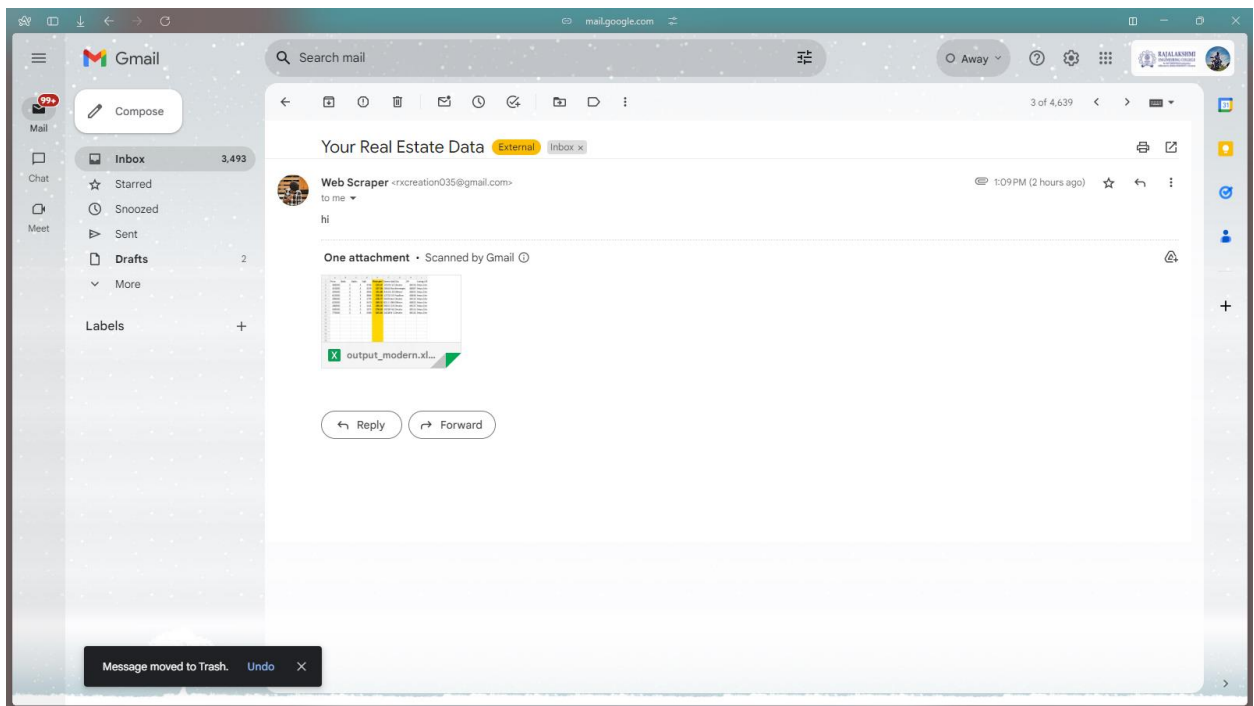 mail.google.com
Gmail
Search mail
Away
RAJALAKSHMI
99+
Mail
Chat
Meet
Compose
Inbox 3,493
Starred
Snoozed
Sent
Drafts 2
More
Labels
3 of 4,639
Your Real Estate Data External Inbox x
Web Scraper <rxcreation035@gmail.com> 1:09 PM (2 hours ago)
to me
hi
One attachment • Scanned by Gmail
X output_modern.xl...
Reply Forward
31
Message moved to Trash. Undo